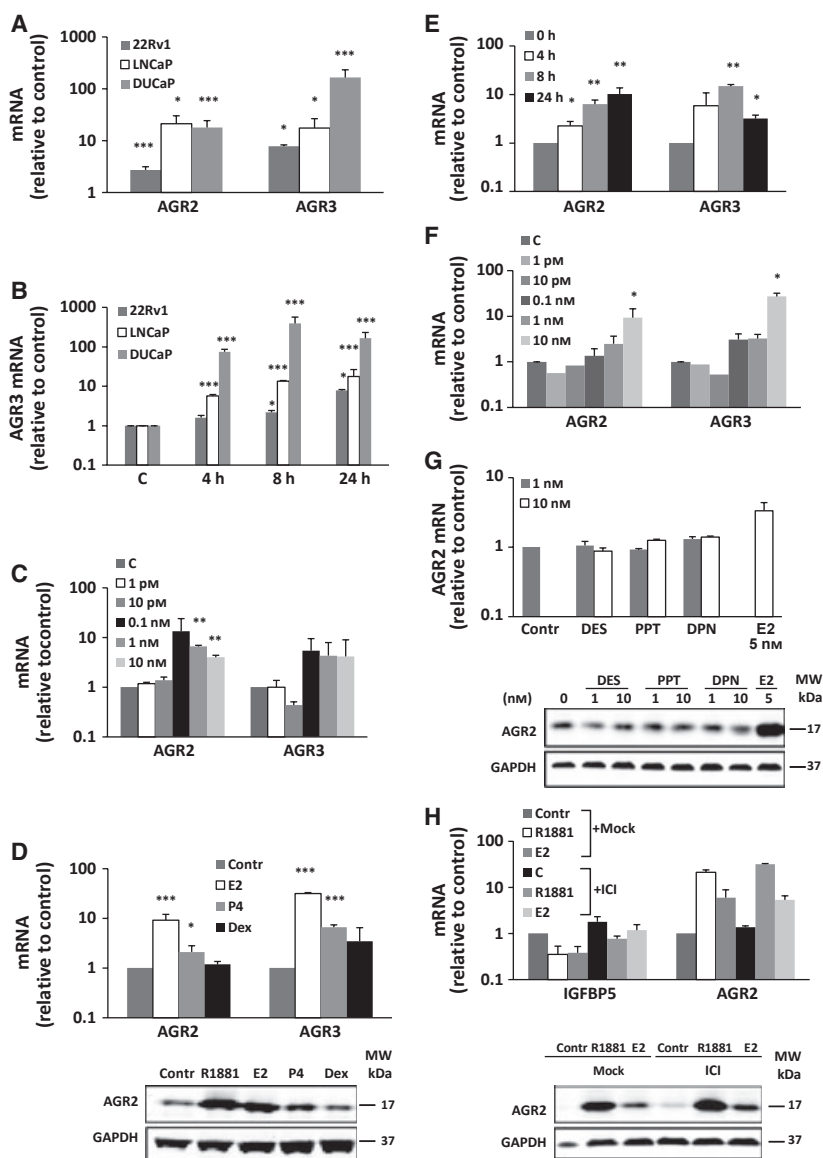 A
mRNA
(relative to control)
1000
100
10
1
22Rv1
LNCaP
DUCaP
***
*
***
*
*
***
AGR2 AGR3
B
AGR3 mRNA
(relative to control)
1000
100
10
1
0.1
22Rv1
LNCaP
DUCaP
***
***
*
***
***
*
***
***
C 4 h 8 h 24 h
C
mRNA
(relative tocontrol)
100
10
1
0.1
C
1 pM
10 pM
0.1 nM
1 nM
10 nM
**
**
AGR2 AGR3
D
mRNA
(relative to control)
100
10
1
0.1
Contr
E2
P4
Dex
***
*
***
***
AGR2 AGR3
Contr R1881 E2 P4 Dex
MW
kDa
AGR2
17
GAPDH
37
E
mRNA
(relative to control)
100
10
1
0.1
0 h
4 h
8 h
24 h
*
**
**
**
*
AGR2 AGR3
F
mRNA
(relative to control)
100
10
1
0.1
C
1 pM
10 pM
0.1 nM
1 nM
10 nM
*
*
AGR2 AGR3
G
AGR2 mRN
(relative to control)
10
1
0.1
1 nM
10 nM
Contr DES PPT DPN E2
5 nM
DES PPT DPN E2
MW
kDa
(nM) 0 1 10 1 10 1 10 5
AGR2
17
GAPDH
37
H
mRNA
(relative to control)
100
10
1
0.1
Contr
R1881
E2
+Mock
C
R1881
E2
+ICI
IGFBP5 AGR2
Contr R1881 E2 Contr R1881 E2
Mock ICI
MW
kDa
AGR2
17
GAPDH
37